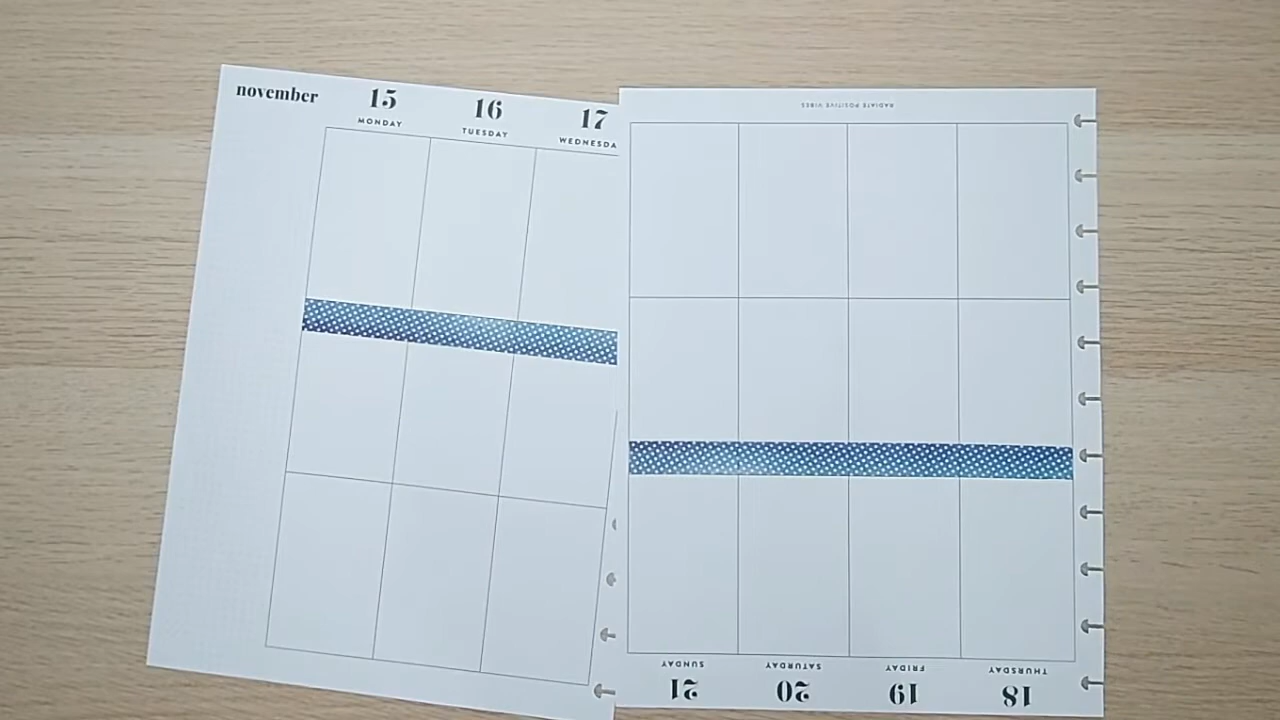 november
15
MONDAY
16
TUESDAY
17
WEDNESDA
RADIATE POSITIVE VIBES
18
THURSDAY
19
FRIDAY
20
SATURDAY
21
SUNDAY